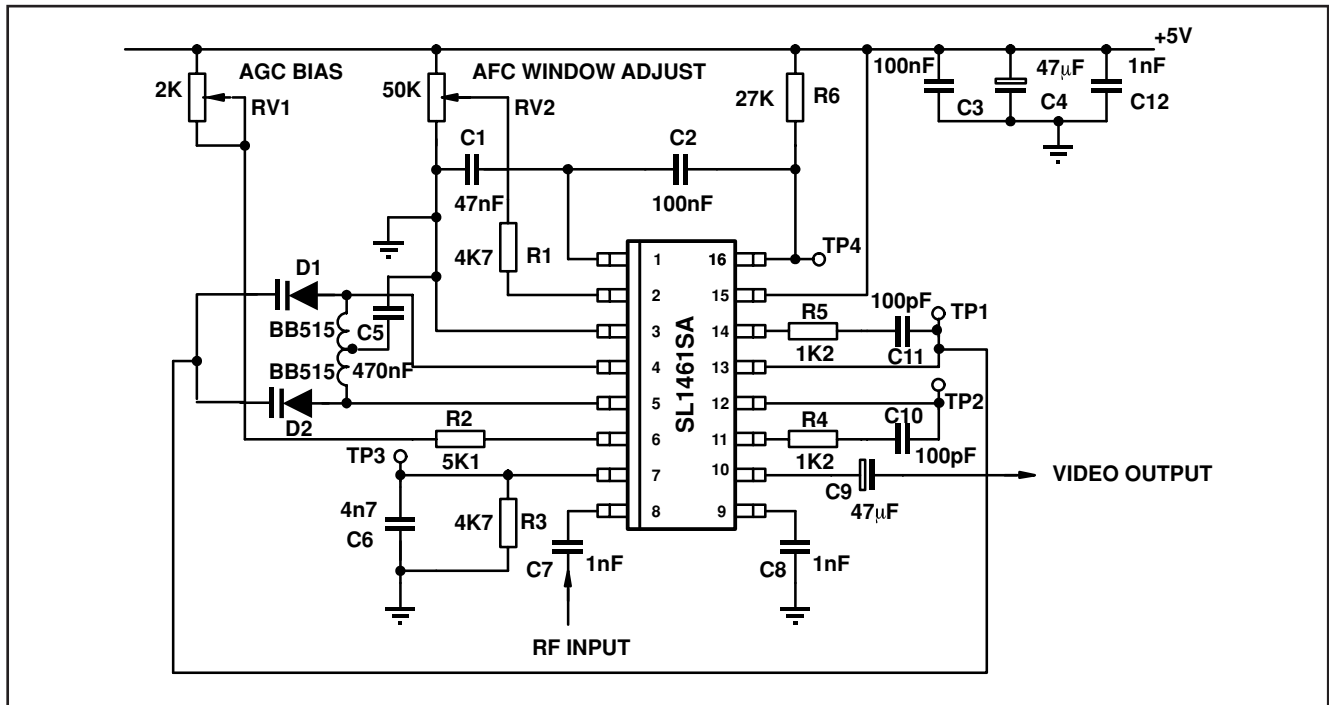 +5V
AGC BIAS
AFC WINDOW ADJUST
2K
RV1
50K
RV2
27K
R6
100nF
C3
47µF
C4
1nF
C12
C1
47nF
C2
100nF
4K7
R1
TP4
D1
BB515
C5
470nF
BB515
D2
SL1461SA
1
2
3
4
5
6
7
8
16
15
14
13
12
11
10
9
R5
1K2
100pF
C11
TP1
TP2
R4
1K2
C10
100pF
R2
5K1
TP3
4n7
C6
4K7
R3
C9
47µF
VIDEO OUTPUT
C7
1nF
C8
1nF
RF INPUT